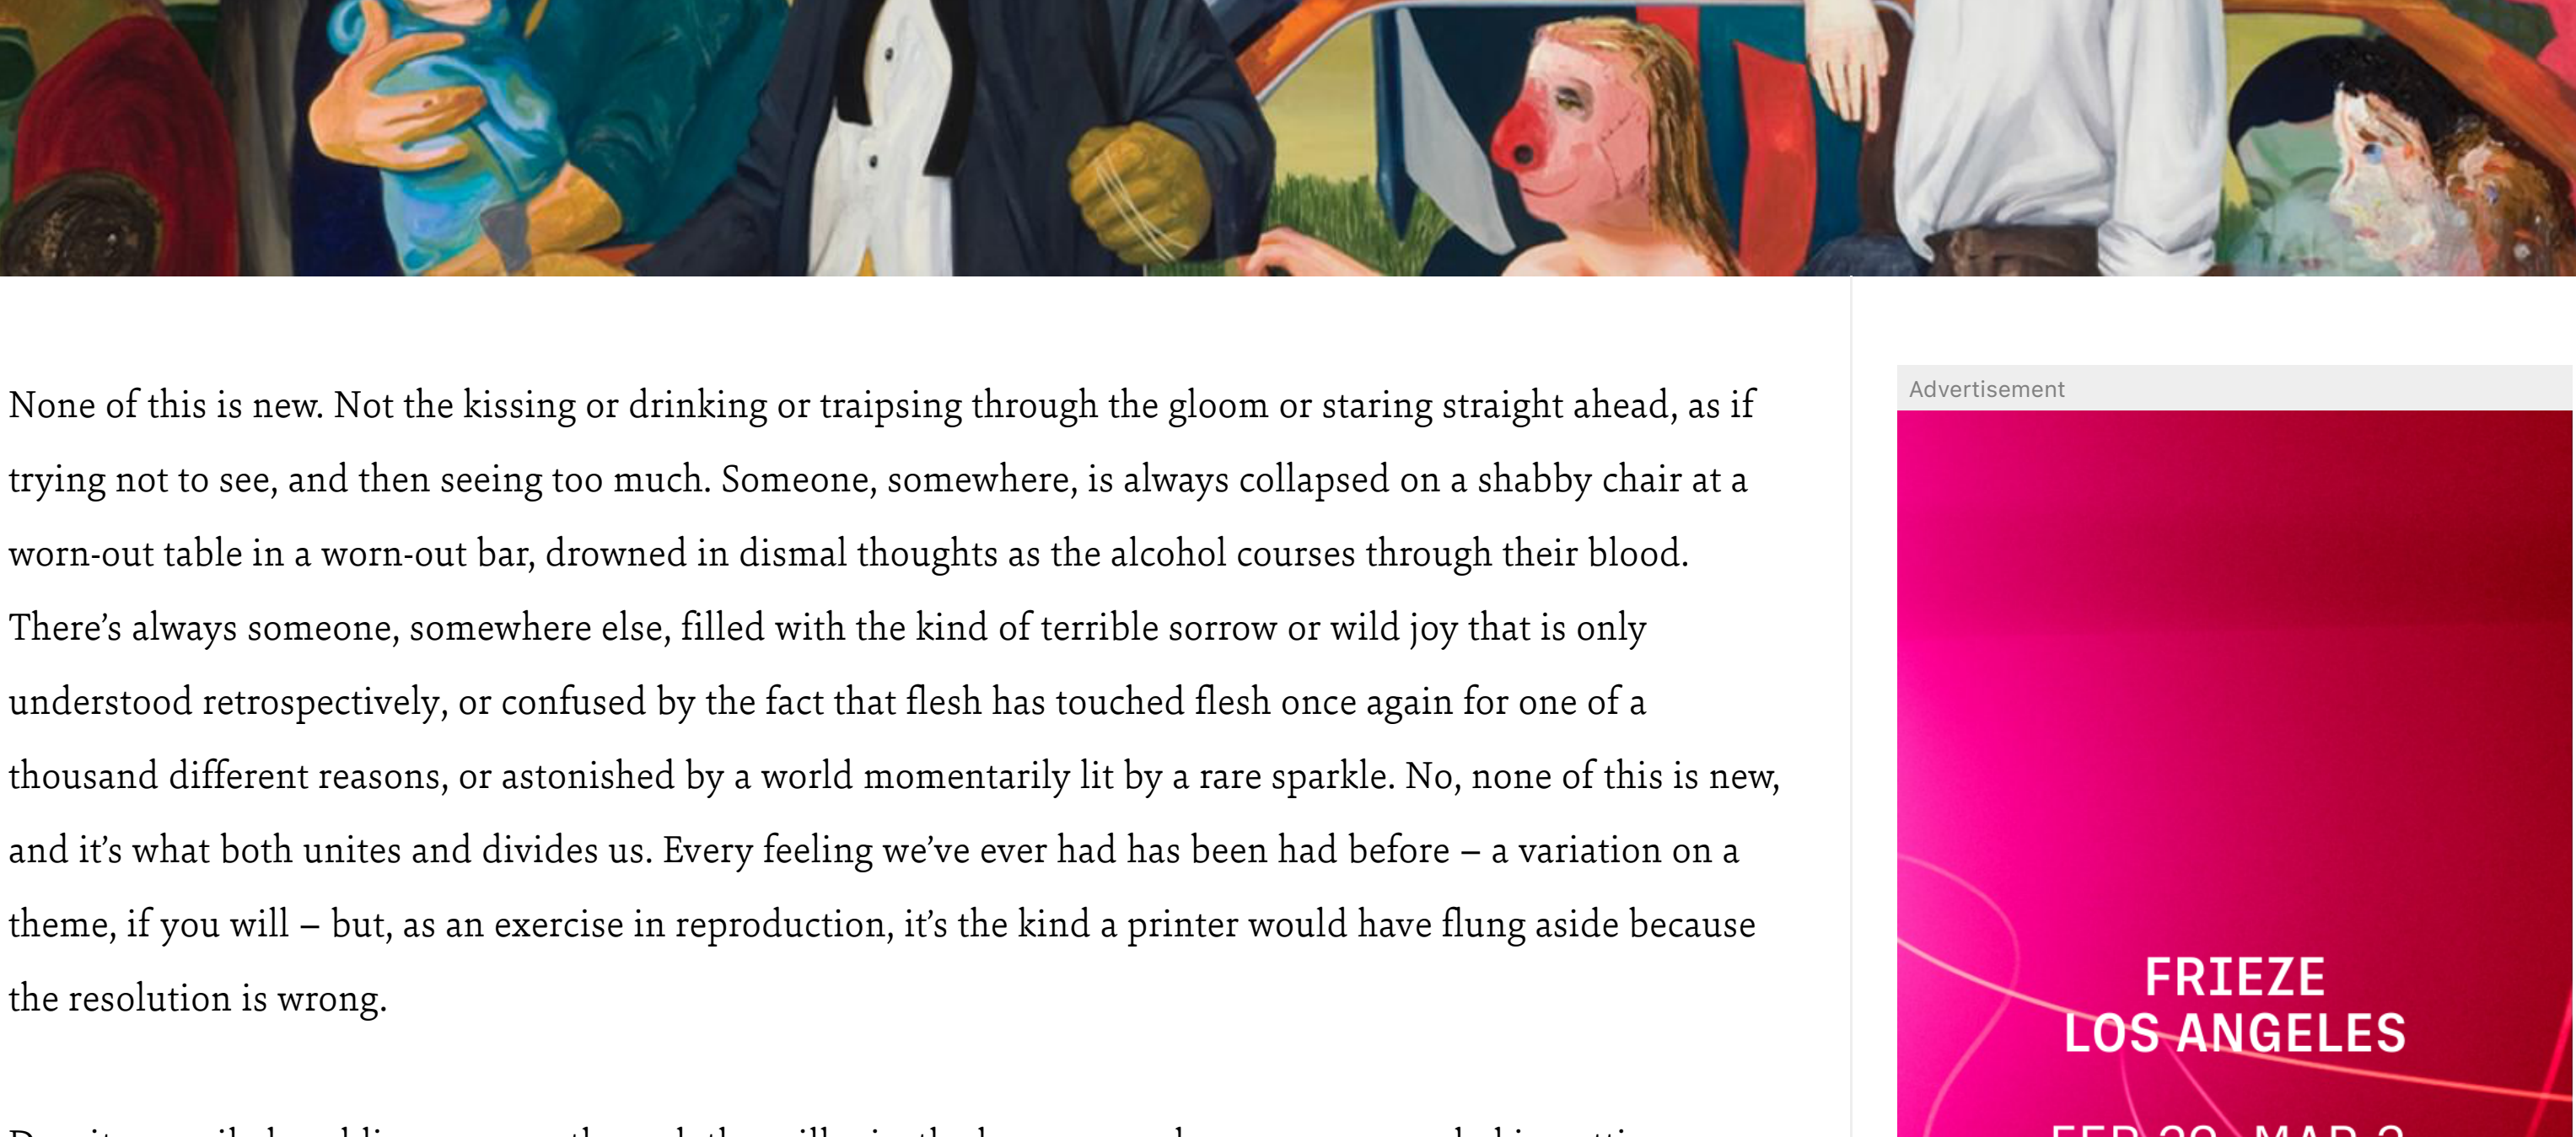 None of this is new. Not the kissing or drinking or traipsing through the gloom or staring straight ahead, as if
trying not to see, and then seeing too much. Someone, somewhere, is always collapsed on a shabby chair at a
worn-out table in a worn-out bar, drowned in dismal thoughts as the alcohol courses through their blood.
There’s always someone, somewhere else, filled with the kind of terrible sorrow or wild joy that is only
understood retrospectively, or confused by the fact that flesh has touched flesh once again for one of a
thousand different reasons, or astonished by a world momentarily lit by a rare sparkle. No, none of this is new,
and it’s what both unites and divides us. Every feeling we’ve ever had has been had before – a variation on a
theme, if you will – but, as an exercise in reproduction, it’s the kind a printer would have flung aside because
the resolution is wrong.
Advertisement
FRIEZE
LOS ANGELES